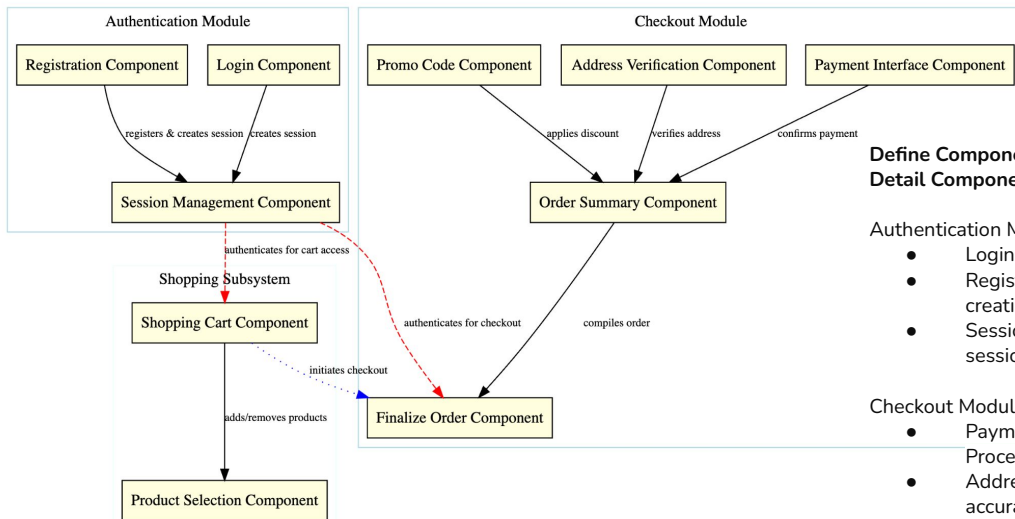 Authentication Module
Checkout Module
Registration Component
Login Component
Promo Code Component
Address Verification Component
Payment Interface Component
registers & creates session
creates session
applies discount
verifies address
confirms payment
Session Management Component
Order Summary Component
authenticates for cart access
Shopping Subsystem
Shopping Cart Component
authenticates for checkout
compiles order
initiates checkout
adds/removes products
Finalize Order Component
Product Selection Component
Define
Detail
Authentication
● Login
●
●
Checkout
●
●